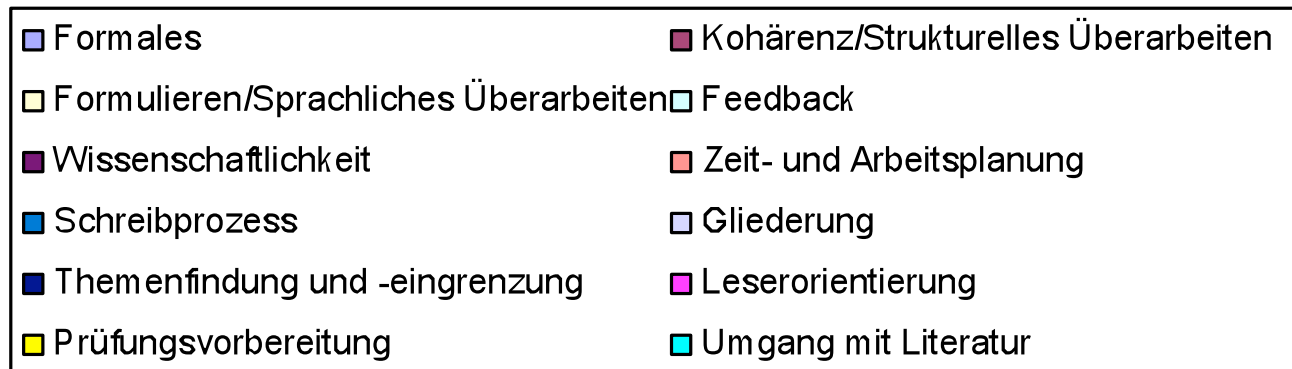 Formales Kohärenz/Strukturelles Überarbeiten
Formulieren/Sprachliches Überarbeiten Feedback
Wissenschaftlichkeit Zeit- und Arbeitsplanung
Schreibprozess Gliederung
Themenfindung und -eingrenzung Leserorientierung
Prüfungsvorbereitung Umgang mit Literatur